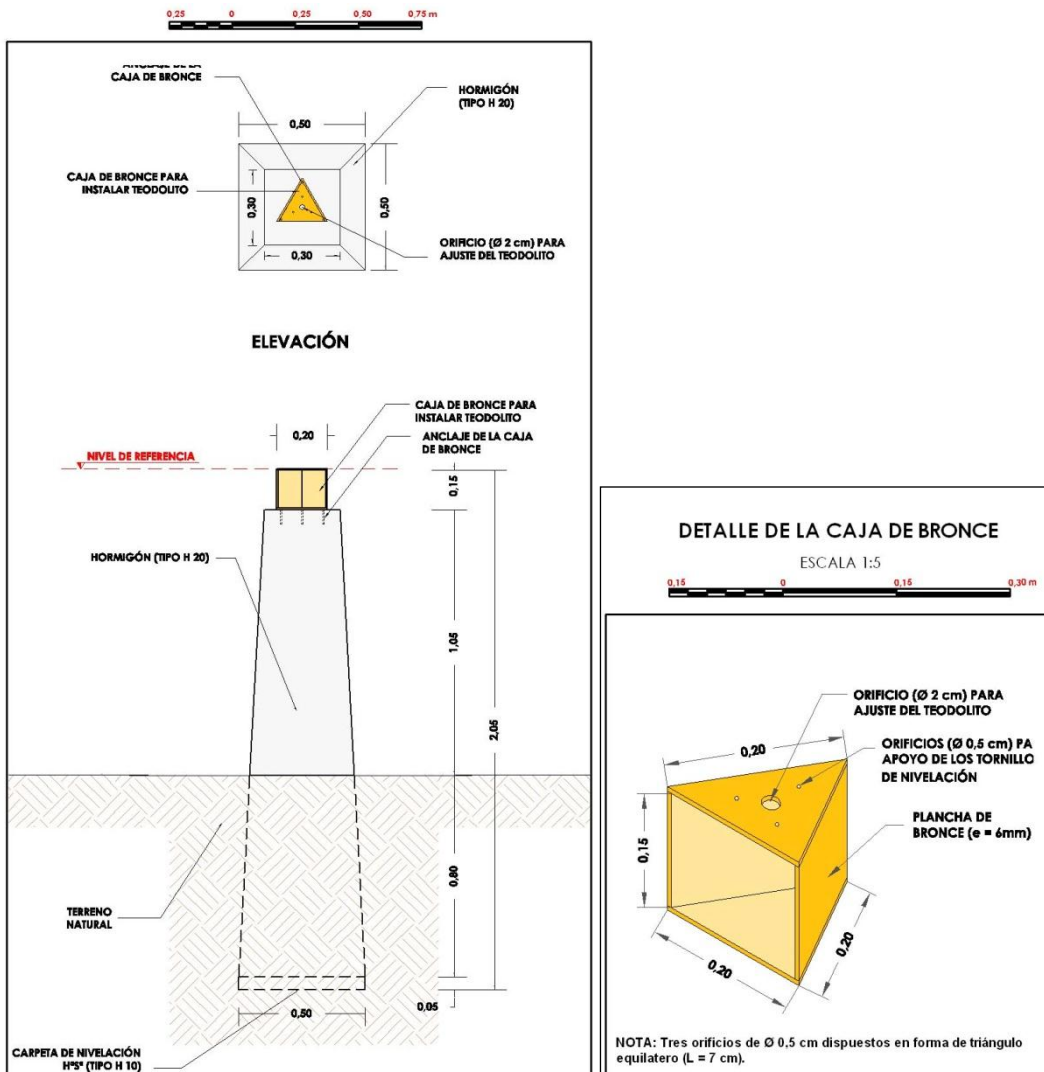 0,25 0 0,25 0,50 0,75 m
ANCLAJE DE LA
CAJA DE BRONCE
HORMIGÓN
(TIPO H 20)
0,50
CAJA DE BRONCE PARA
INSTALAR TEODOLITO
0,30
0,50
0,30
ORIFICIO (Ø 2 cm) PARA
AJUSTE DEL TEODOLITO
ELEVACIÓN
CAJA DE BRONCE PARA
INSTALAR TEODOLITO
0,20
ANCLAJE DE LA CAJA
DE BRONCE
NIVEL DE REFERENCIA
0,15
HORMIGÓN (TIPO H 20)
1,05
2,05
0,80
TERRENO
NATURAL
0,50
0,05
CARPETA DE NIVELACIÓN
HºSº (TIPO H 10)
DETALLE DE LA CAJA DE BRONCE
ESCALA 1:5
0,15 0 0,15 0,30 m
ORIFICIO (Ø 2 cm) PARA
AJUSTE DEL TEODOLITO
0,20
ORIFICIOS (Ø 0,5 cm) PA
APOYO DE LOS TORNILLO
DE NIVELACIÓN
PLANCHA DE
BRONCE (e = 6mm)
0,15
0,20
0,20
NOTA: Tres orificios de Ø 0,5 cm dispuestos en forma de triángulo
equilatero (L = 7 cm).